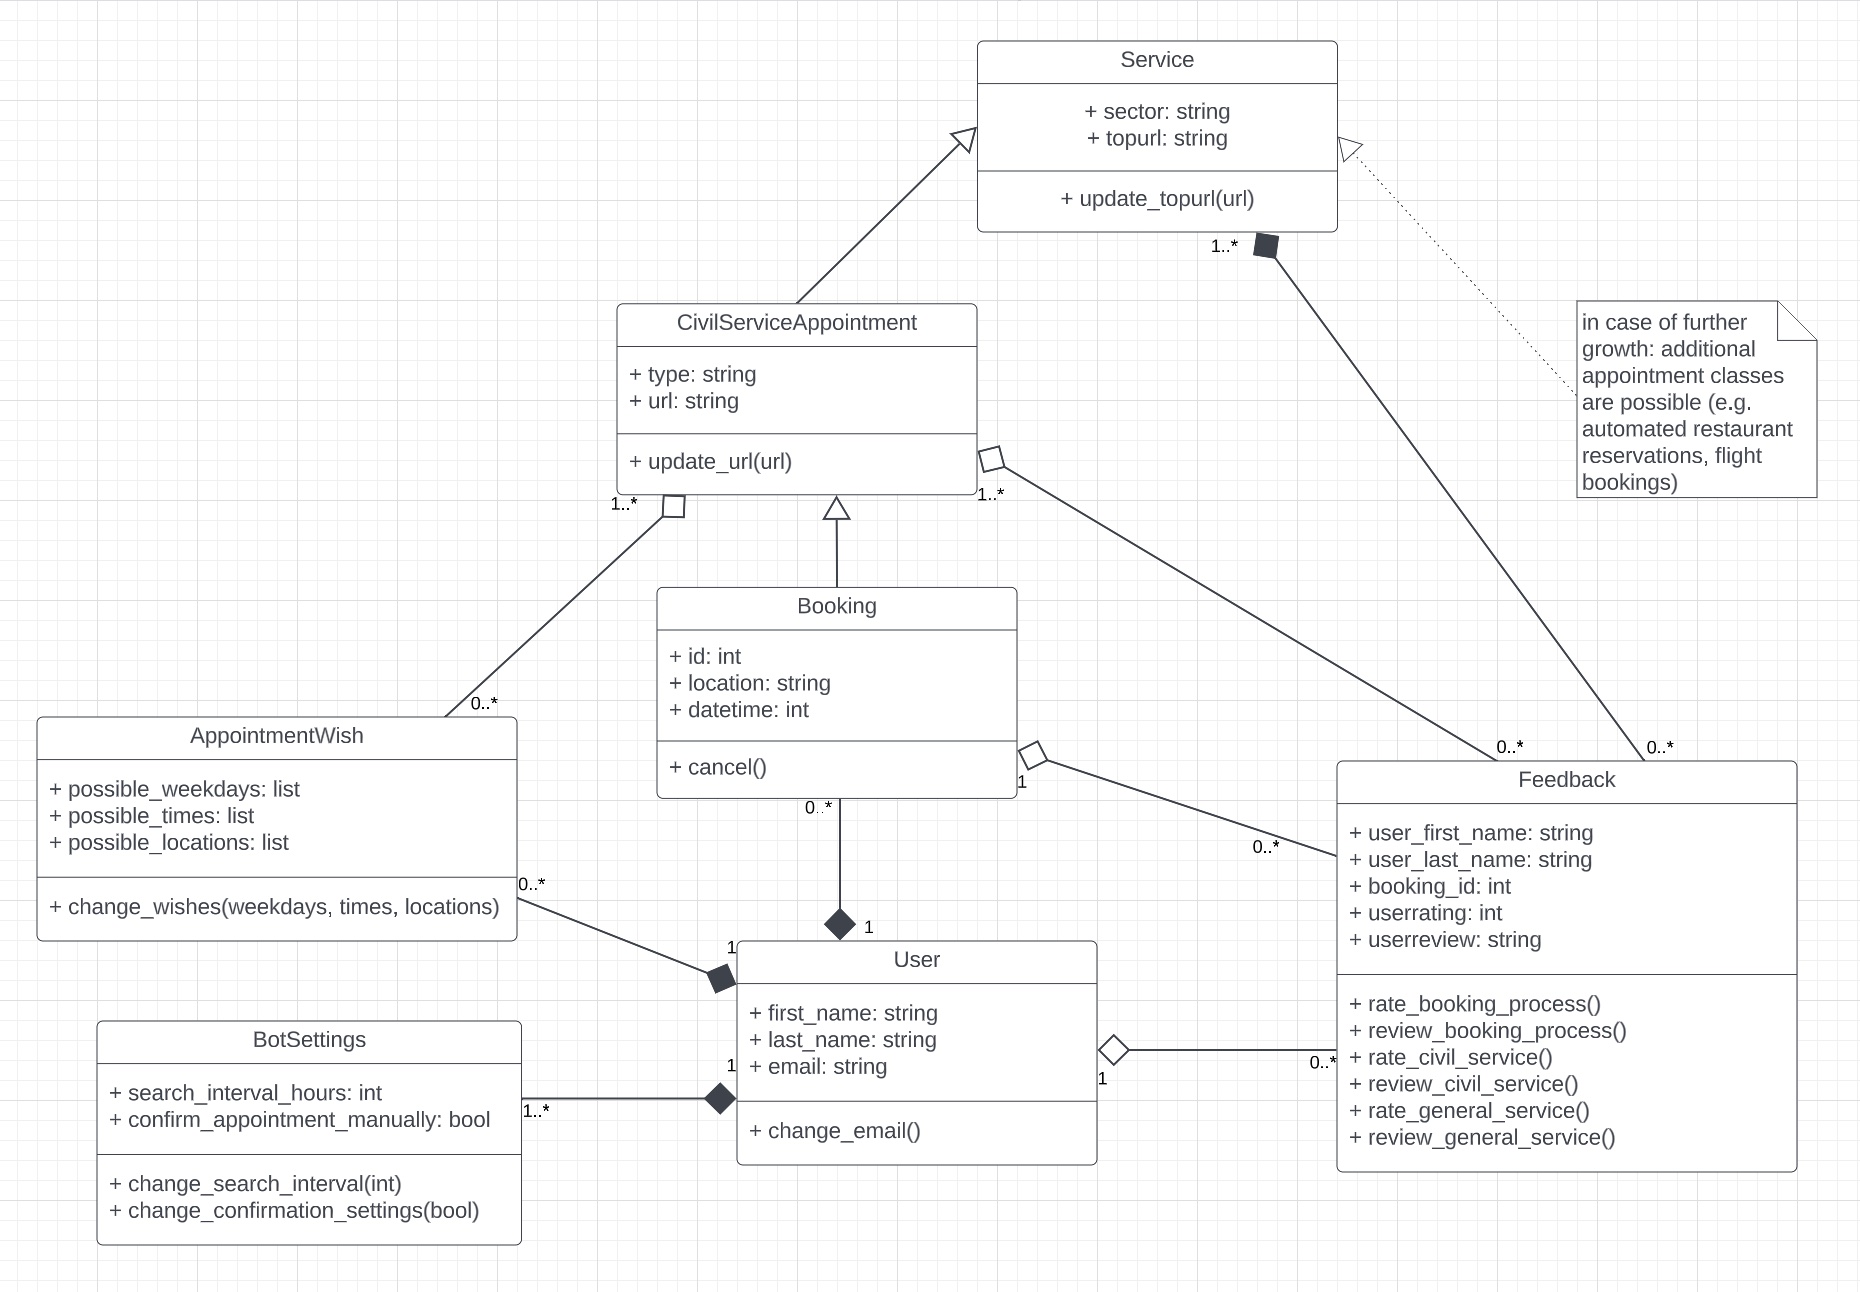 Service
+ sector: string
+ topurl: string
+ update_topurl(url)
1..*
CivilServiceAppointment
+ type: string
+ url: string
+ update_url(url)
1..*
1..*
in case of further
growth: additional
appointment classes
are possible (e.g.
automated restaurant
reservations, flight
bookings)
Booking
+ id: int
+ location: string
+ datetime: int
+ cancel()
0..*
1
0..*
AppointmentWish
+ possible_weekdays: list
+ possible_times: list
+ possible_locations: list
+ change_wishes(weekdays, times, locations)
0..*
0..*
0..*
0..*
Feedback
+ user_first_name: string
+ user_last_name: string
+ booking_id: int
+ userrating: int
+ userreview: string
+ rate_booking_process()
+ review_booking_process()
+ rate_civil_service()
+ review_civil_service()
+ rate_general_service()
+ review_general_service()
1
1
User
+ first_name: string
+ last_name: string
+ email: string
+ change_email()
1
1
0..*
BotSettings
+ search_interval_hours: int
+ confirm_appointment_manually: bool
+ change_search_interval(int)
+ change_confirmation_settings(bool)
1..*